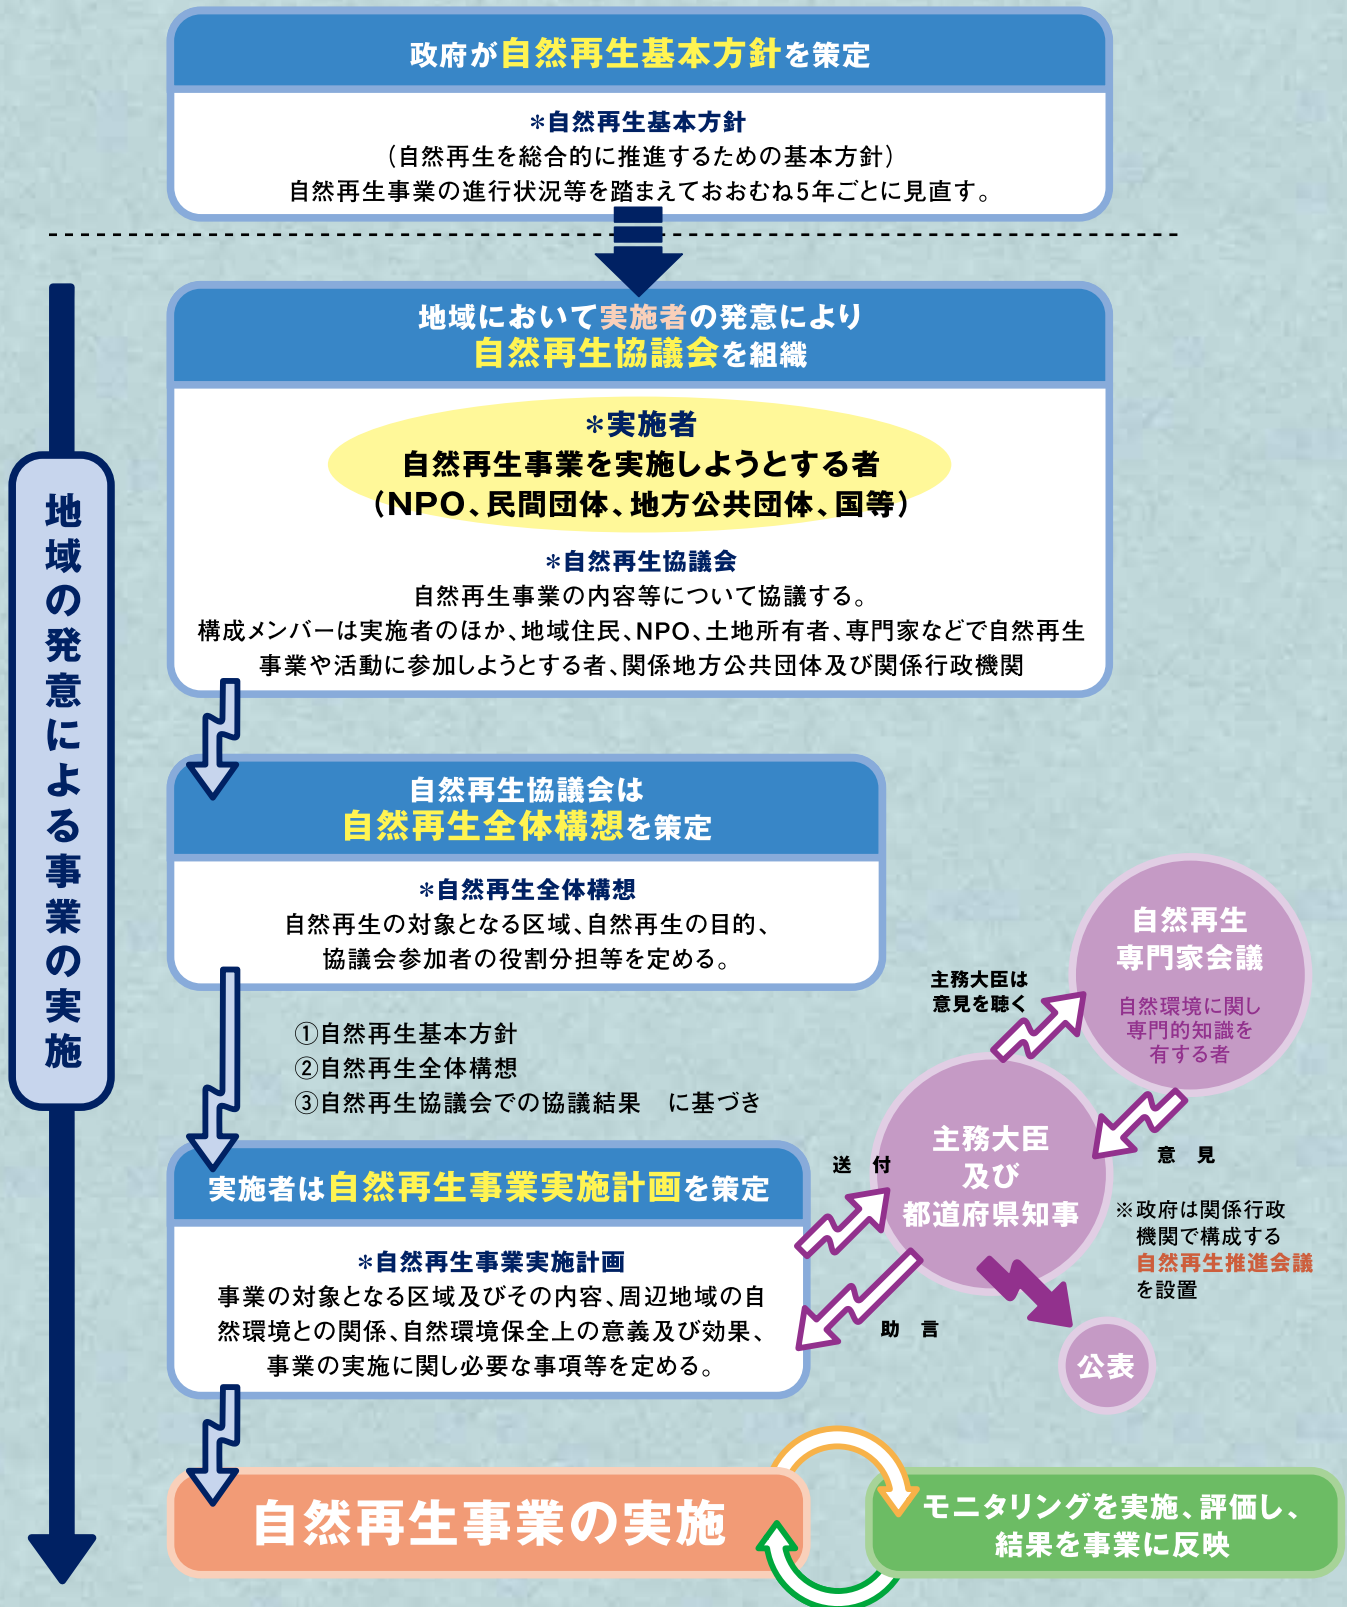 政府が自然再生基本方針を策定
＊自然再生基本方針
（自然再生を総合的に推進するための基本方針）
自然再生事業の進行状況等を踏まえておおむね5年ごとに見直す。
地域の発意による事業の実施
地域において実施者の発意により
自然再生協議会を組織
＊実施者
自然再生事業を実施しようとする者
（NPO、民間団体、地方公共団体、国等）
＊自然再生協議会
自然再生事業の内容等について協議する。
構成メンバーは実施者のほか、地域住民、NPO、土地所有者、専門家などで自然再生
事業や活動に参加しようとする者、関係地方公共団体及び関係行政機関
自然再生協議会は
自然再生全体構想を策定
＊自然再生全体構想
自然再生の対象となる区域、自然再生の目的、
協議会参加者の役割分担等を定める。
①自然再生基本方針
②自然再生全体構想
③自然再生協議会での協議結果　に基づき
実施者は自然再生事業実施計画を策定
＊自然再生事業実施計画
事業の対象となる区域及びその内容、周辺地域の自
然環境との関係、自然環境保全上の意義及び効果、
事業の実施に関し必要な事項等を定める。
送　付
助　言
主務大臣
及び
都道府県知事
主務大臣は
意見を聴く
自然再生
専門家会議
自然環境に関し
専門的知識を
有する者
意　見
※政府は関係行政
機関で構成する
自然再生推進会議
を設置
公表
自然再生事業の実施
モニタリングを実施、評価し、
結果を事業に反映